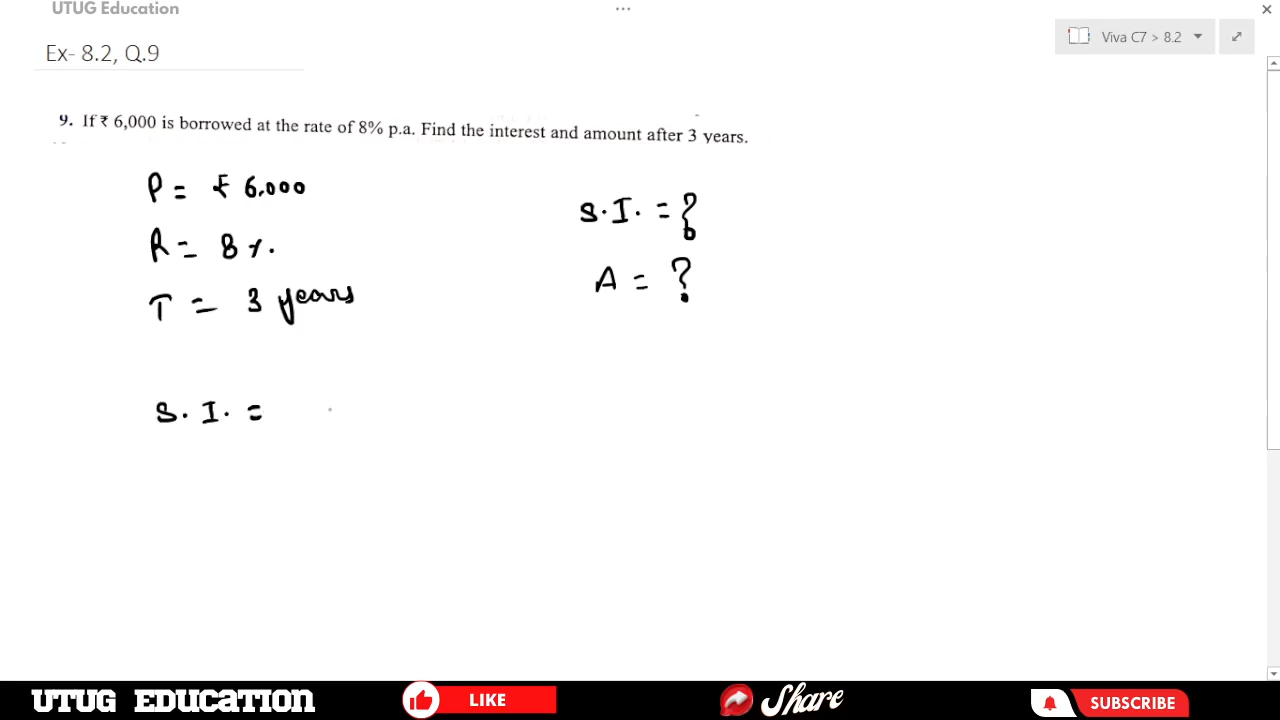 UTUG Education
Ex- 8.2, Q.9
Viva C7 > 8.2
9. If ₹ 6,000 is borrowed at the rate of 8% p.a. Find the interest and amount after 3 years.
P = ₹ 6,000
R = 8 %
T = 3 years
S.I. = ?
A = ?
S. I. =
UTUG EDUCATION
LIKE
Share
SUBSCRIBE